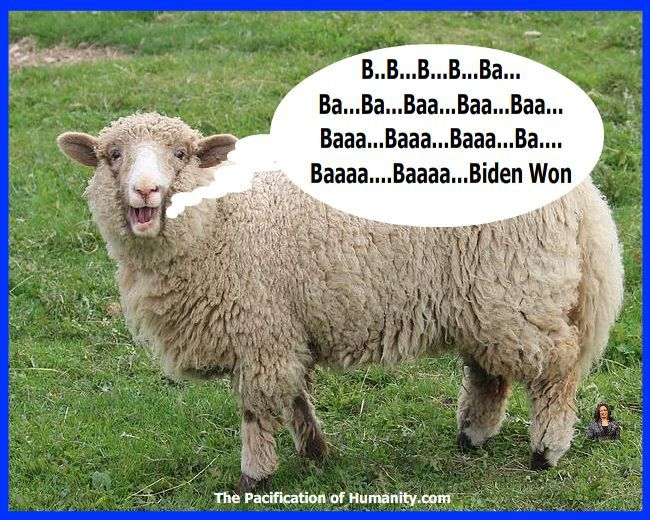 B..B...B...B...Ba...
Ba...Ba...Baa...Baa...Baa...
Baaa...Baaa...Baaa...Ba....
Baaaa....Baaaa...Biden Won
The Pacification of Humanity.com